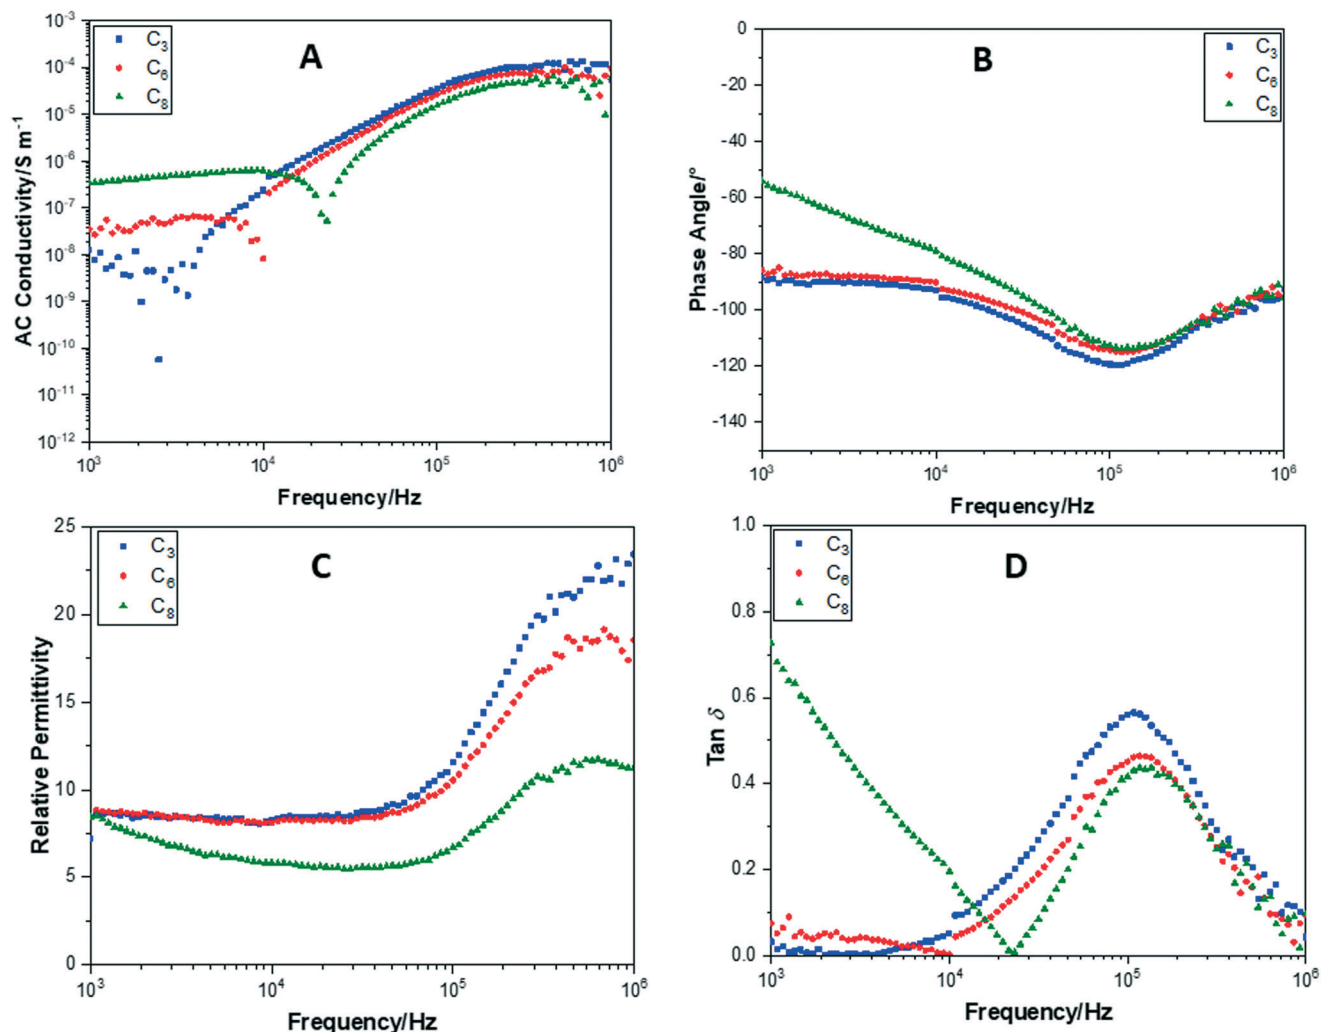 A
C3
C6
C8
AC Conductivity/S m-1
10-3
10-4
10-5
10-6
10-7
10-8
10-9
10-10
10-11
10-12
103 104 105 106
Frequency/Hz
B
C3
C6
C8
Phase Angle/°
0
-20
-40
-60
-80
-100
-120
-140
103 104 105 106
Frequency/Hz
C
C3
C6
C8
Relative Permittivity
25
20
15
10
5
0
103 104 105 106
Frequency/Hz
D
C3
C6
C8
Tan δ
1.0
0.8
0.6
0.4
0.2
0.0
103 104 105 106
Frequency/Hz